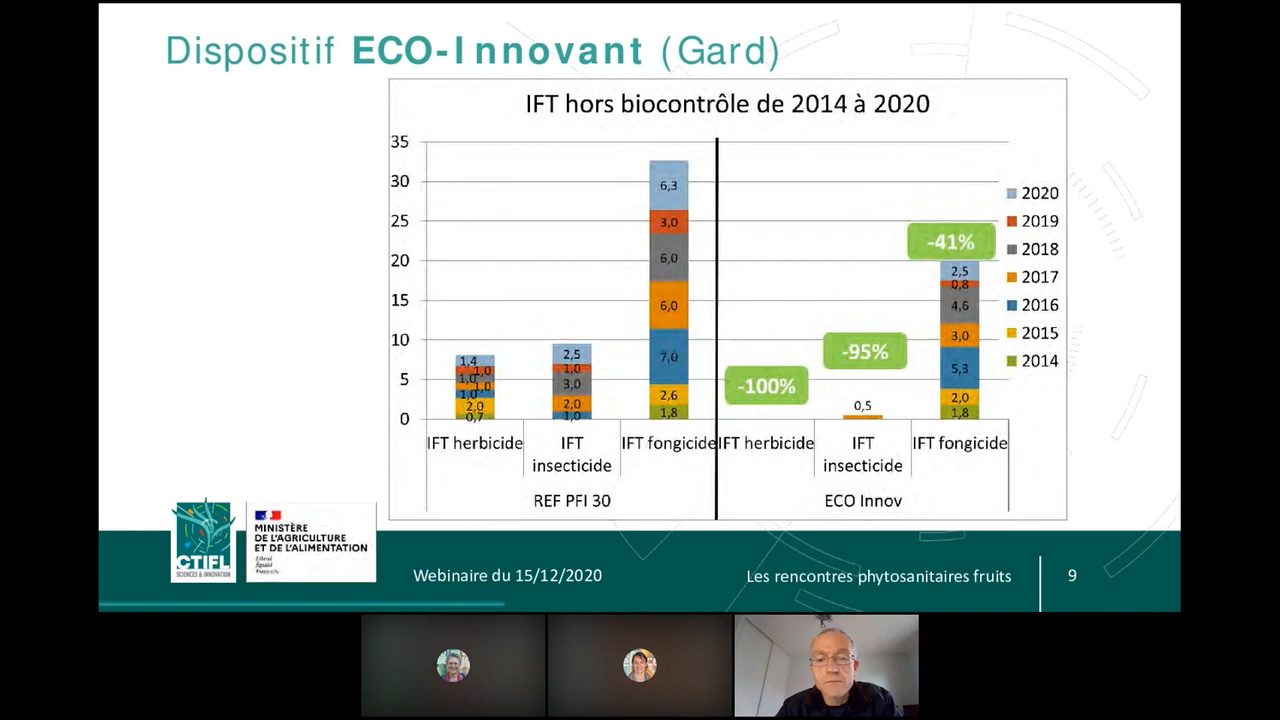 Dispositif ECO-Innovant (Gard)
IFT hors biocontrôle de 2014 à 2020
35
30
25
20
15
10
5
0
1,4
1,0
1,0
1,0
1,0
2,0
0,7
2,5
1,0
3,0
2,0
1,0
6,3
3,0
6,0
6,0
7,0
2,6
1,8
-100%
-95%
0,5
-41%
2,5
0,8
4,6
3,0
5,3
2,0
1,8
2020
2019
2018
2017
2016
2015
2014
IFT herbicide
IFT
insecticide
IFT fongicide
IFT herbicide
IFT
insecticide
IFT fongicide
REF PFI 30
ECO Innov
CTIFL
SCIENCES & INNOVATION
MINISTÈRE
DE L'AGRICULTURE
ET DE L'ALIMENTATION
Liberté
Égalité
Fraternité
Webinaire du 15/12/2020
Les rencontres phytosanitaires fruits
9